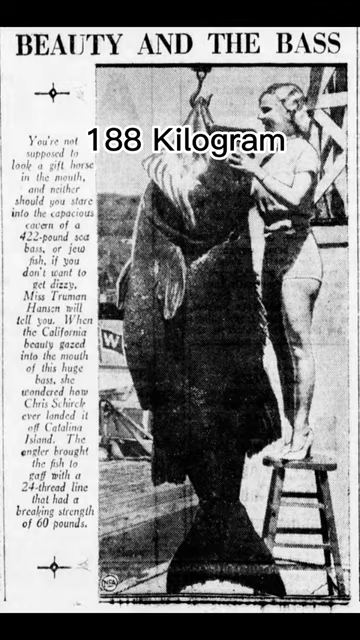 BEAUTY AND THE BASS
188 Kilogram
You're not
supposed to
look a gift horse
in the mouth,
and neither
should you stare
into the capacious
cavern of a
422-pound sea
bass, or jew
fish, if you
don't want to
get dizzy,
Miss Truman
Hansen will
tell you. When
the California
beauty gazed
into the mouth
of this huge
bass, she
wondered how
Chris Schirck
ever landed it
off Catalina
Island. The
angler brought
the fish to
gaff with a
24-thread line
that had a
breaking strength
of 60 pounds.
W